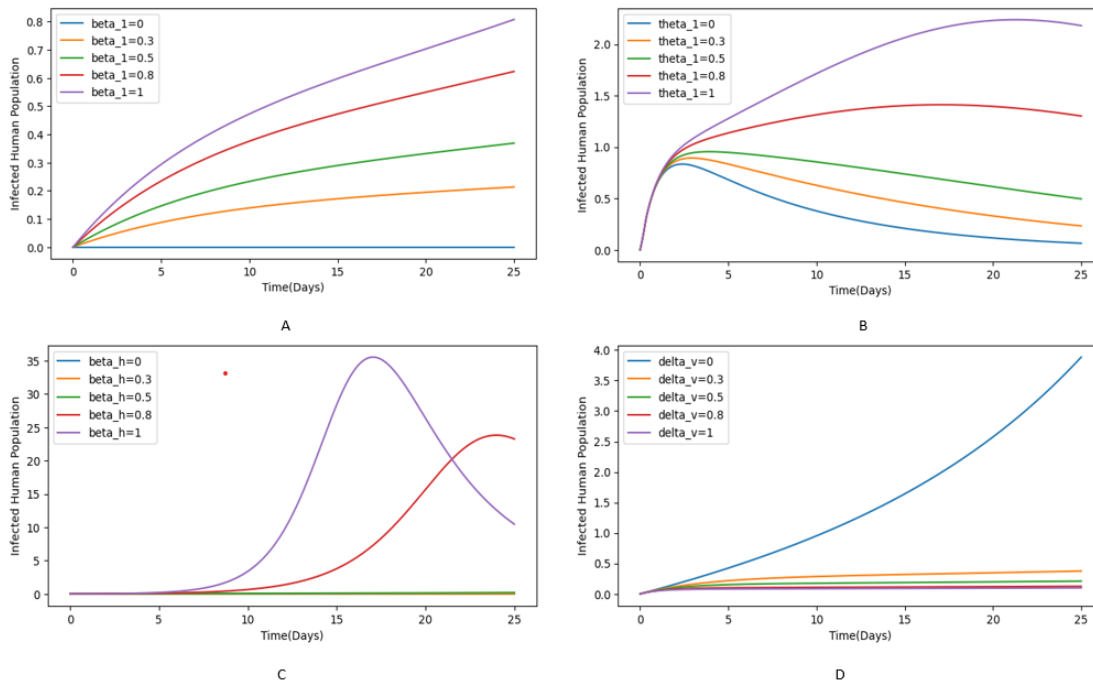 beta_1=0
beta_1=0.3
beta_1=0.5
beta_1=0.8
beta_1=1
Infected Human Population
0.8
0.7
0.6
0.5
0.4
0.3
0.2
0.1
0.0
0 5 10 15 20 25
Time(Days)
A
theta_1=0
theta_1=0.3
theta_1=0.5
theta_1=0.8
theta_1=1
Infected Human Population
2.0
1.5
1.0
0.5
0.0
0 5 10 15 20 25
Time(Days)
B
beta_h=0
beta_h=0.3
beta_h=0.5
beta_h=0.8
beta_h=1
Infected Human Population
35
30
25
20
15
10
5
0
0 5 10 15 20 25
Time(Days)
C
delta_v=0
delta_v=0.3
delta_v=0.5
delta_v=0.8
delta_v=1
Infected Human Population
4.0
3.5
3.0
2.5
2.0
1.5
1.0
0.5
0.0
0 5 10 15 20 25
Time(Days)
D